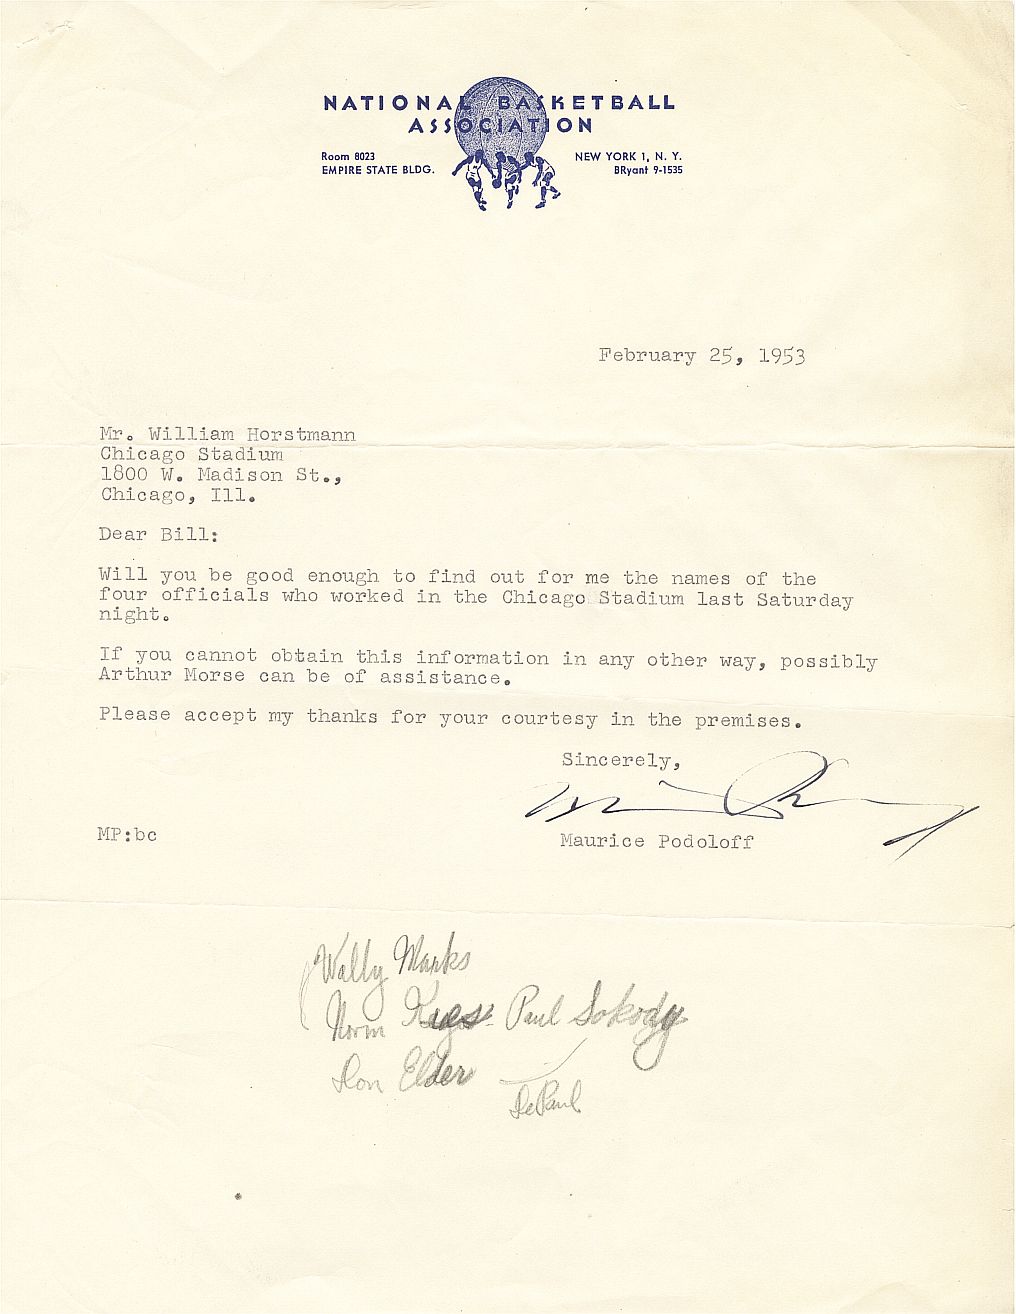 NATIONAL BASKETBALL
ASSOCIATION
Room 8023
EMPIRE STATE BLDG.
NEW YORK 1, N. Y.
BRyant 9-1535
February 25, 1953
Mr. William Horstmann
Chicago Stadium
1800 W. Madison St.,
Chicago, Ill.
Dear Bill:
Will you be good enough to find out for me the names of the
four officials who worked in the Chicago Stadium last Saturday
night.
If you cannot obtain this information in any other way, possibly
Arthur Morse can be of assistance.
Please accept my thanks for your courtesy in the premises.
Sincerely,
MP:bc
Maurice Podoloff
Wally Marks
Norm Paul Sokody
Ron Elder
DePaul